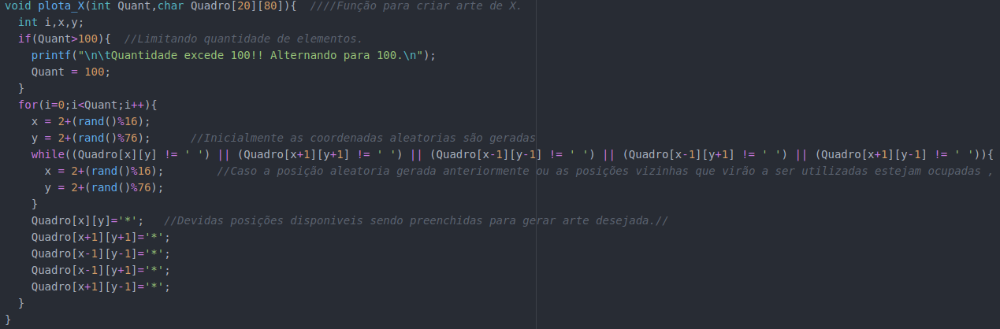 void plota_X(int Quant,char Quadro[20][80]){  ////Função para criar arte de X.
  int i,x,y;
  if(Quant>100){  //Limitando quantidade de elementos.
    printf("\n\tQuantidade excede 100!! Alternando para 100.\n");
    Quant = 100;
  }
  for(i=0;i<Quant;i++){
    x = 2+(rand()%16);
    y = 2+(rand()%76);      //Inicialmente as coordenadas aleatorias são geradas
    while((Quadro[x][y] != ' ') || (Quadro[x+1][y+1] != ' ') || (Quadro[x-1][y-1] != ' ') || (Quadro[x-1][y+1] != ' ') || (Quadro[x+1][y-1] != ' ')){
      x = 2+(rand()%16);        //Caso a posição aleatoria gerada anteriormente ou as posições vizinhas que virão a ser utilizadas estejam ocupadas ,
      y = 2+(rand()%76);
    }
    Quadro[x][y]='*';   //Devidas posições disponiveis sendo preenchidas para gerar arte desejada.//
    Quadro[x+1][y+1]='*';
    Quadro[x-1][y-1]='*';
    Quadro[x-1][y+1]='*';
    Quadro[x+1][y-1]='*';
  }
}